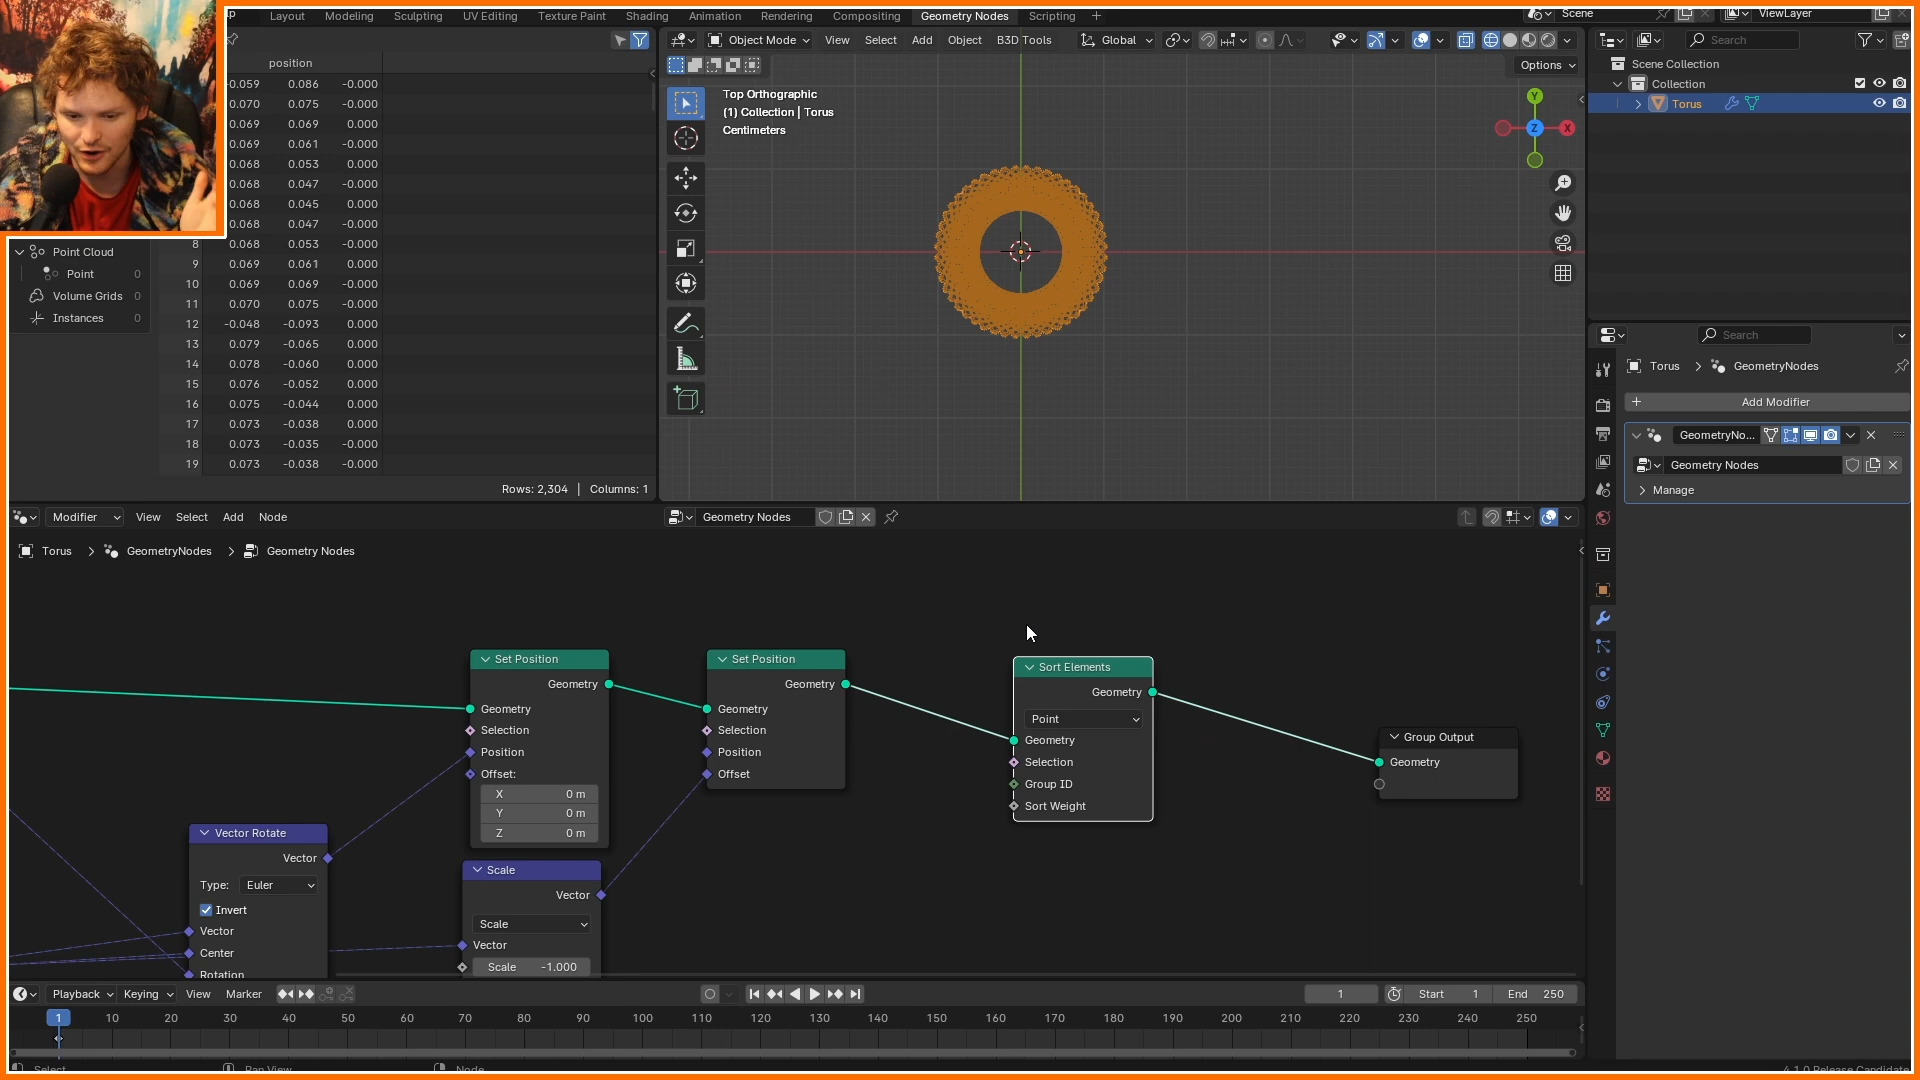 Layout Modeling Sculpting UV Editing Texture Paint Shading Animation Rendering Compositing Geometry Nodes Scripting
Scene
ViewLayer
Object Mode View Select Add Object B3D Tools Global
Options
Search
Scene Collection
Collection
Torus
position
-0.059 0.086 -0.000
0.070 0.075 -0.000
0.069 0.069 -0.000
0.069 0.061 -0.000
0.068 0.053 -0.000
0.068 0.047 -0.000
0.068 0.045 -0.000
0.068 0.047 -0.000
8 0.068 0.053 -0.000
9 0.069 0.061 -0.000
10 0.069 0.069 -0.000
11 0.070 0.075 -0.000
12 -0.048 -0.093 0.000
13 0.079 -0.065 0.000
14 0.078 -0.060 0.000
15 0.076 -0.052 0.000
16 0.075 -0.044 0.000
17 0.073 -0.038 0.000
18 0.073 -0.035 -0.000
19 0.073 -0.038 -0.000
Rows: 2,304 | Columns: 1
Point Cloud
Point 0
Volume Grids 0
Instances 0
Top Orthographic
(1) Collection | Torus
Centimeters
Y
Z
X
Search
Torus GeometryNodes
Add Modifier
GeometryNo...
Geometry Nodes
Manage
Modifier View Select Add Node
Geometry Nodes
Torus GeometryNodes Geometry Nodes
Set Position
Geometry
Geometry
Selection
Position
Offset:
X 0 m
Y 0 m
Z 0 m
Set Position
Geometry
Geometry
Selection
Position
Offset
Sort Elements
Geometry
Point
Geometry
Selection
Group ID
Sort Weight
Group Output
Geometry
Vector Rotate
Vector
Type: Euler
Invert
Vector
Center
Rotation
Scale
Vector
Scale
Vector
Scale -1.000
Playback Keying View Marker
1
Start 1
End 250
1 10 20 30 40 50 60 70 80 90 100 110 120 130 140 150 160 170 180 190 200 210 220 230 240 250
Select
Pan View
Node
4.1.0 Release Candidate